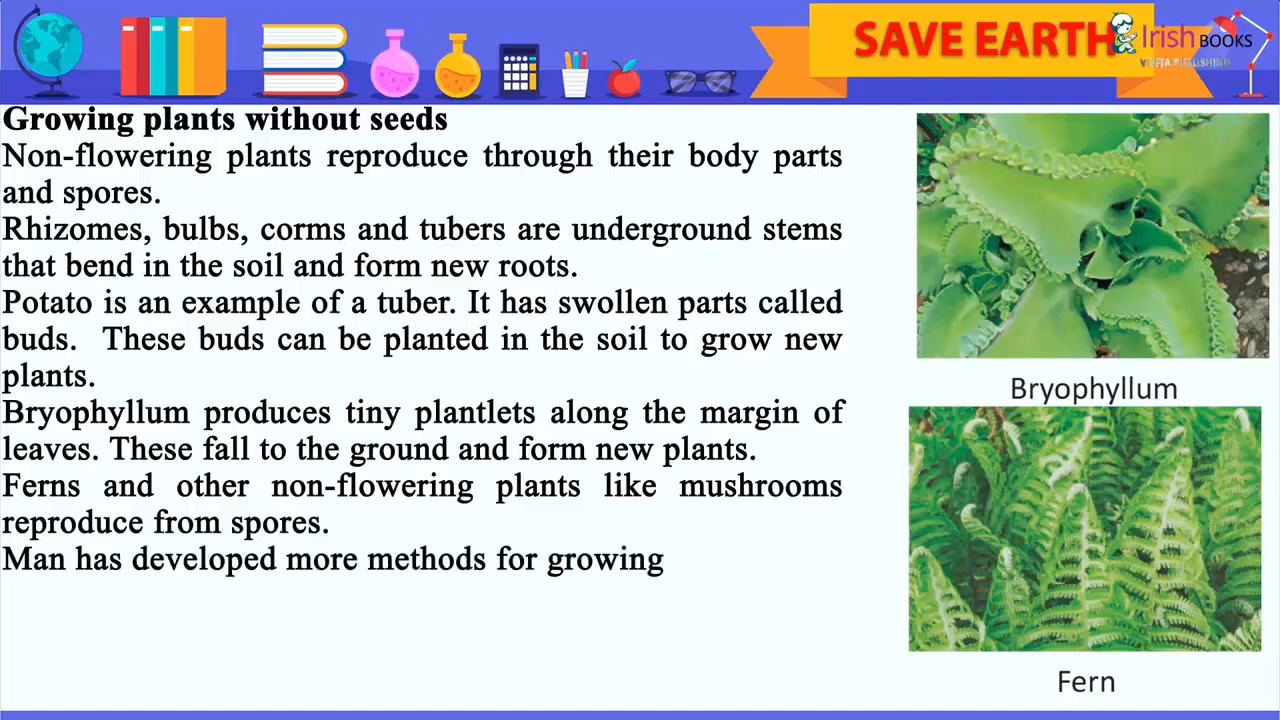 SAVE EARTH
Irish BOOKS
Growing plants without seeds
Non-flowering plants reproduce through their body parts
and spores.
Rhizomes, bulbs, corms and tubers are underground stems
that bend in the soil and form new roots.
Potato is an example of a tuber. It has swollen parts called
buds.  These buds can be planted in the soil to grow new
plants.
Bryophyllum produces tiny plantlets along the margin of
leaves. These fall to the ground and form new plants.
Ferns and other non-flowering plants like mushrooms
reproduce from spores.
Man has developed more methods for growing
Bryophyllum
Fern